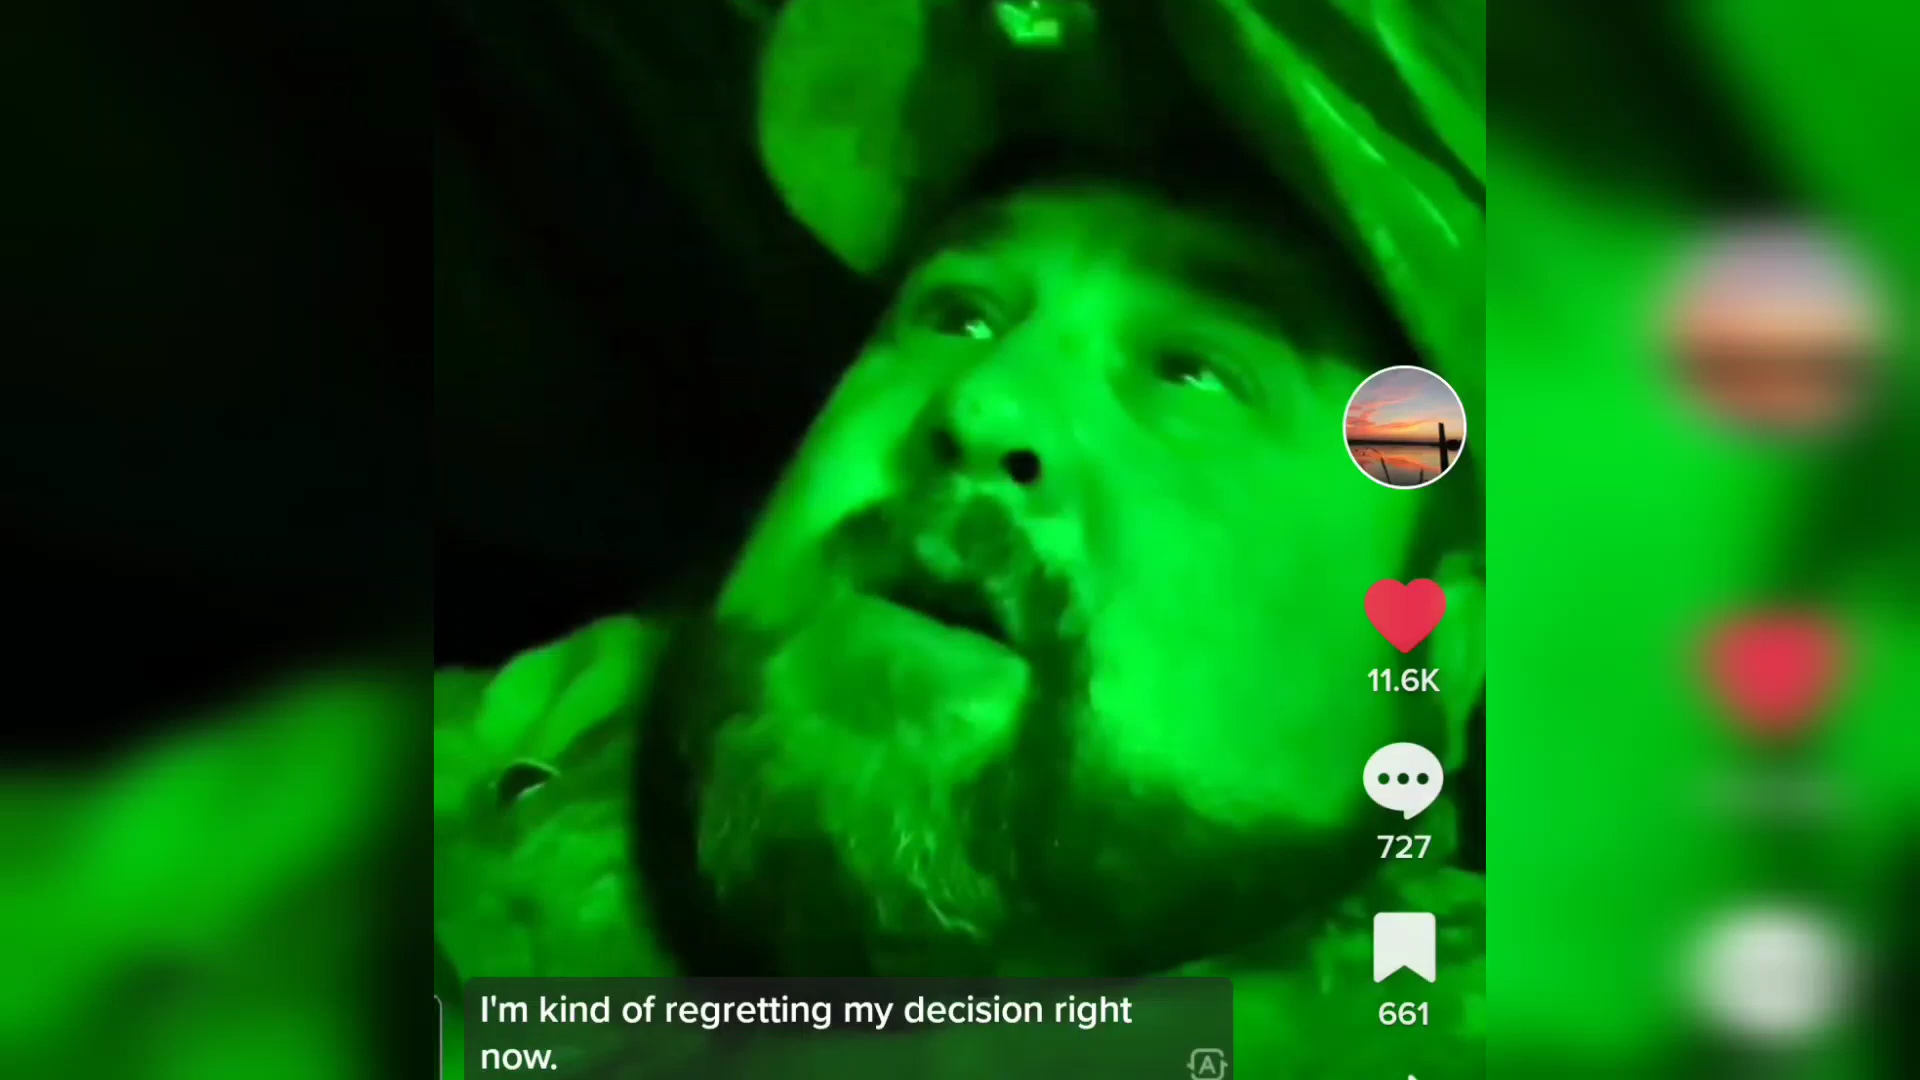 11.6K
727
661
I'm kind of regretting my decision right
now.
A